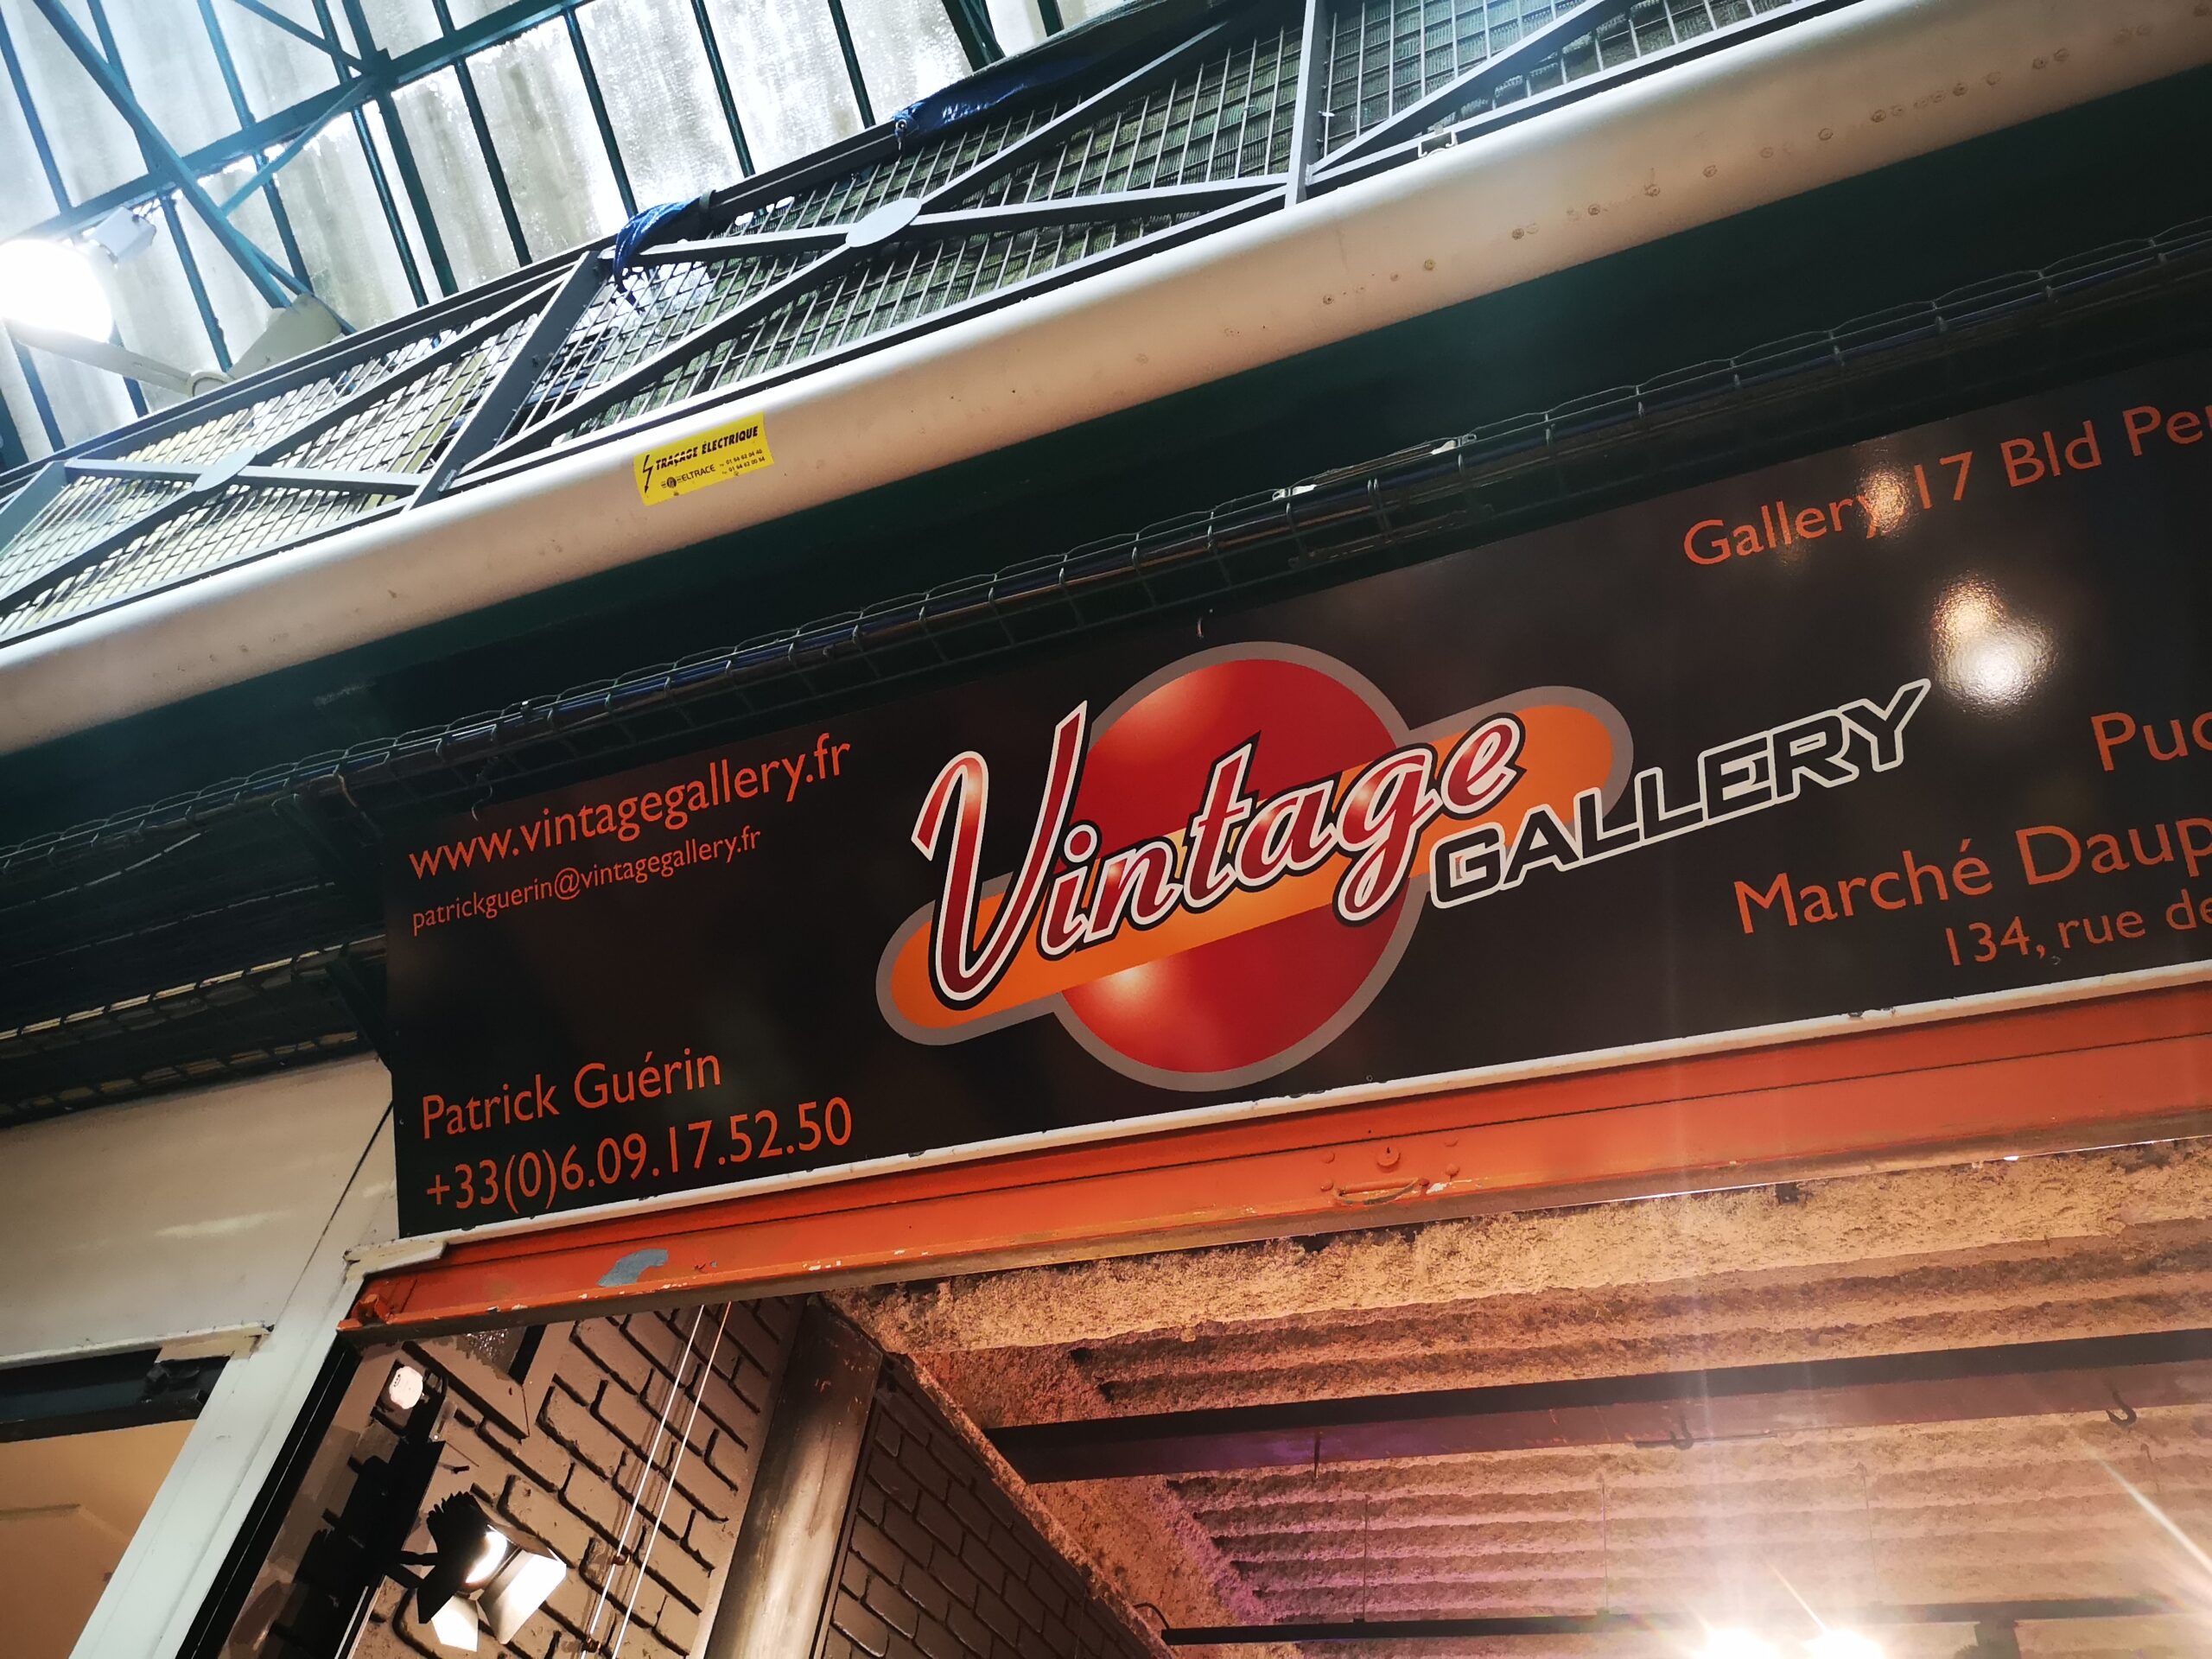 TRAÇAGE ÉLECTRIQUE
ELTRACE
www.vintagegallery.fr
patrickguerin@vintagegallery.fr
Patrick Guérin
+33(0)6.09.17.52.50
Vintage
GALLERY
Gallery 17 Bld Pe
Puc
Marché Daup
134, rue de